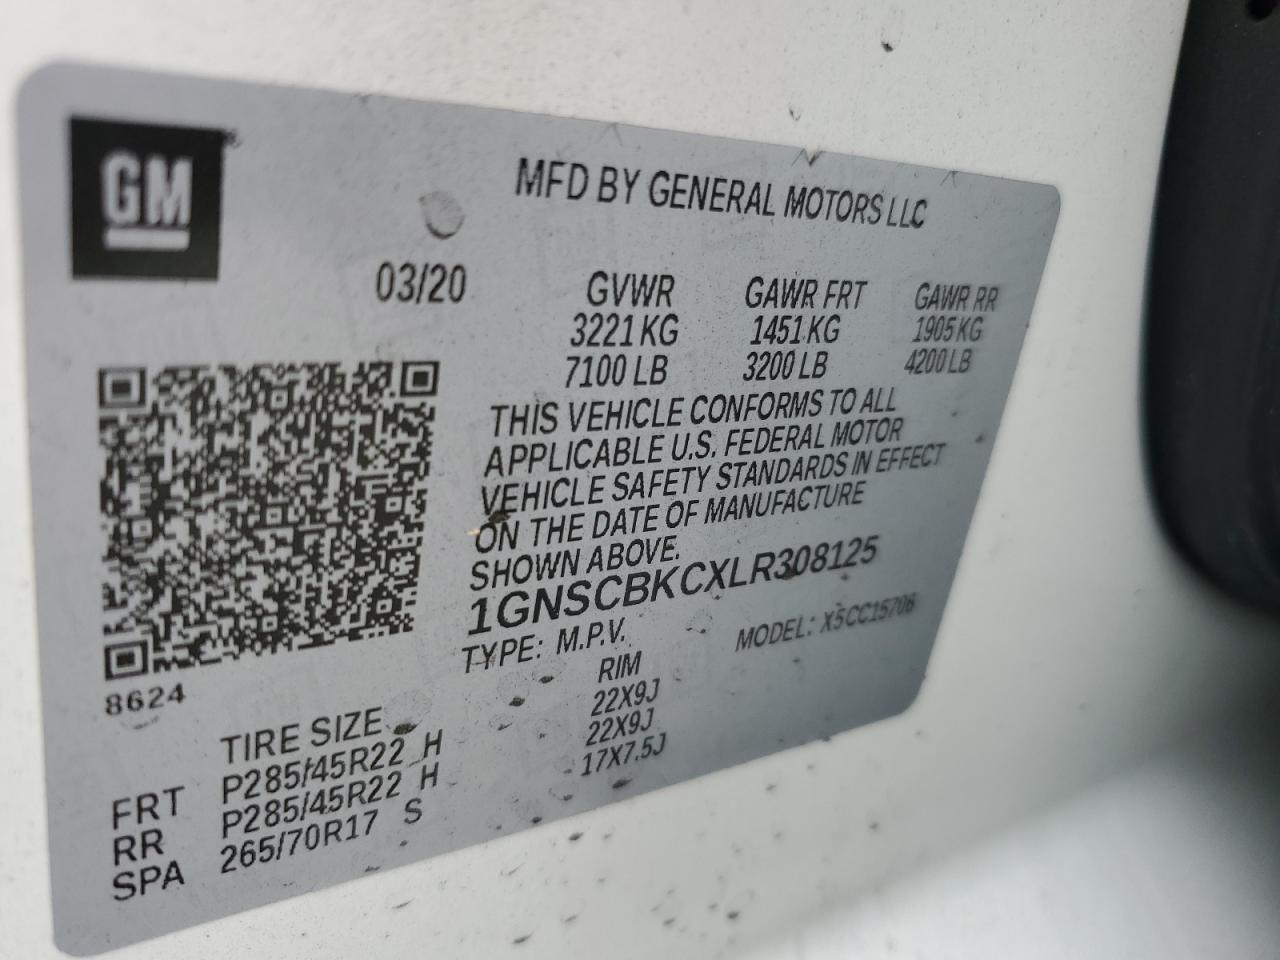 GM
MFD BY GENERAL MOTORS LLC
03/20
GVWR GAWR FRT GAWR RR
3221 KG 1451 KG 1905 KG
7100 LB 3200 LB 4200 LB
THIS VEHICLE CONFORMS TO ALL
APPLICABLE U.S. FEDERAL MOTOR
VEHICLE SAFETY STANDARDS IN EFFECT
ON THE DATE OF MANUFACTURE
SHOWN ABOVE.
1GNSCBKCXLR308125
TYPE: M.P.V. MODEL: X5CC15706
8624
TIRE SIZE RIM
FRT P285/45R22 H 22X9J
RR P285/45R22 H 22X9J
SPA 265/70R17 S 17X7.5J